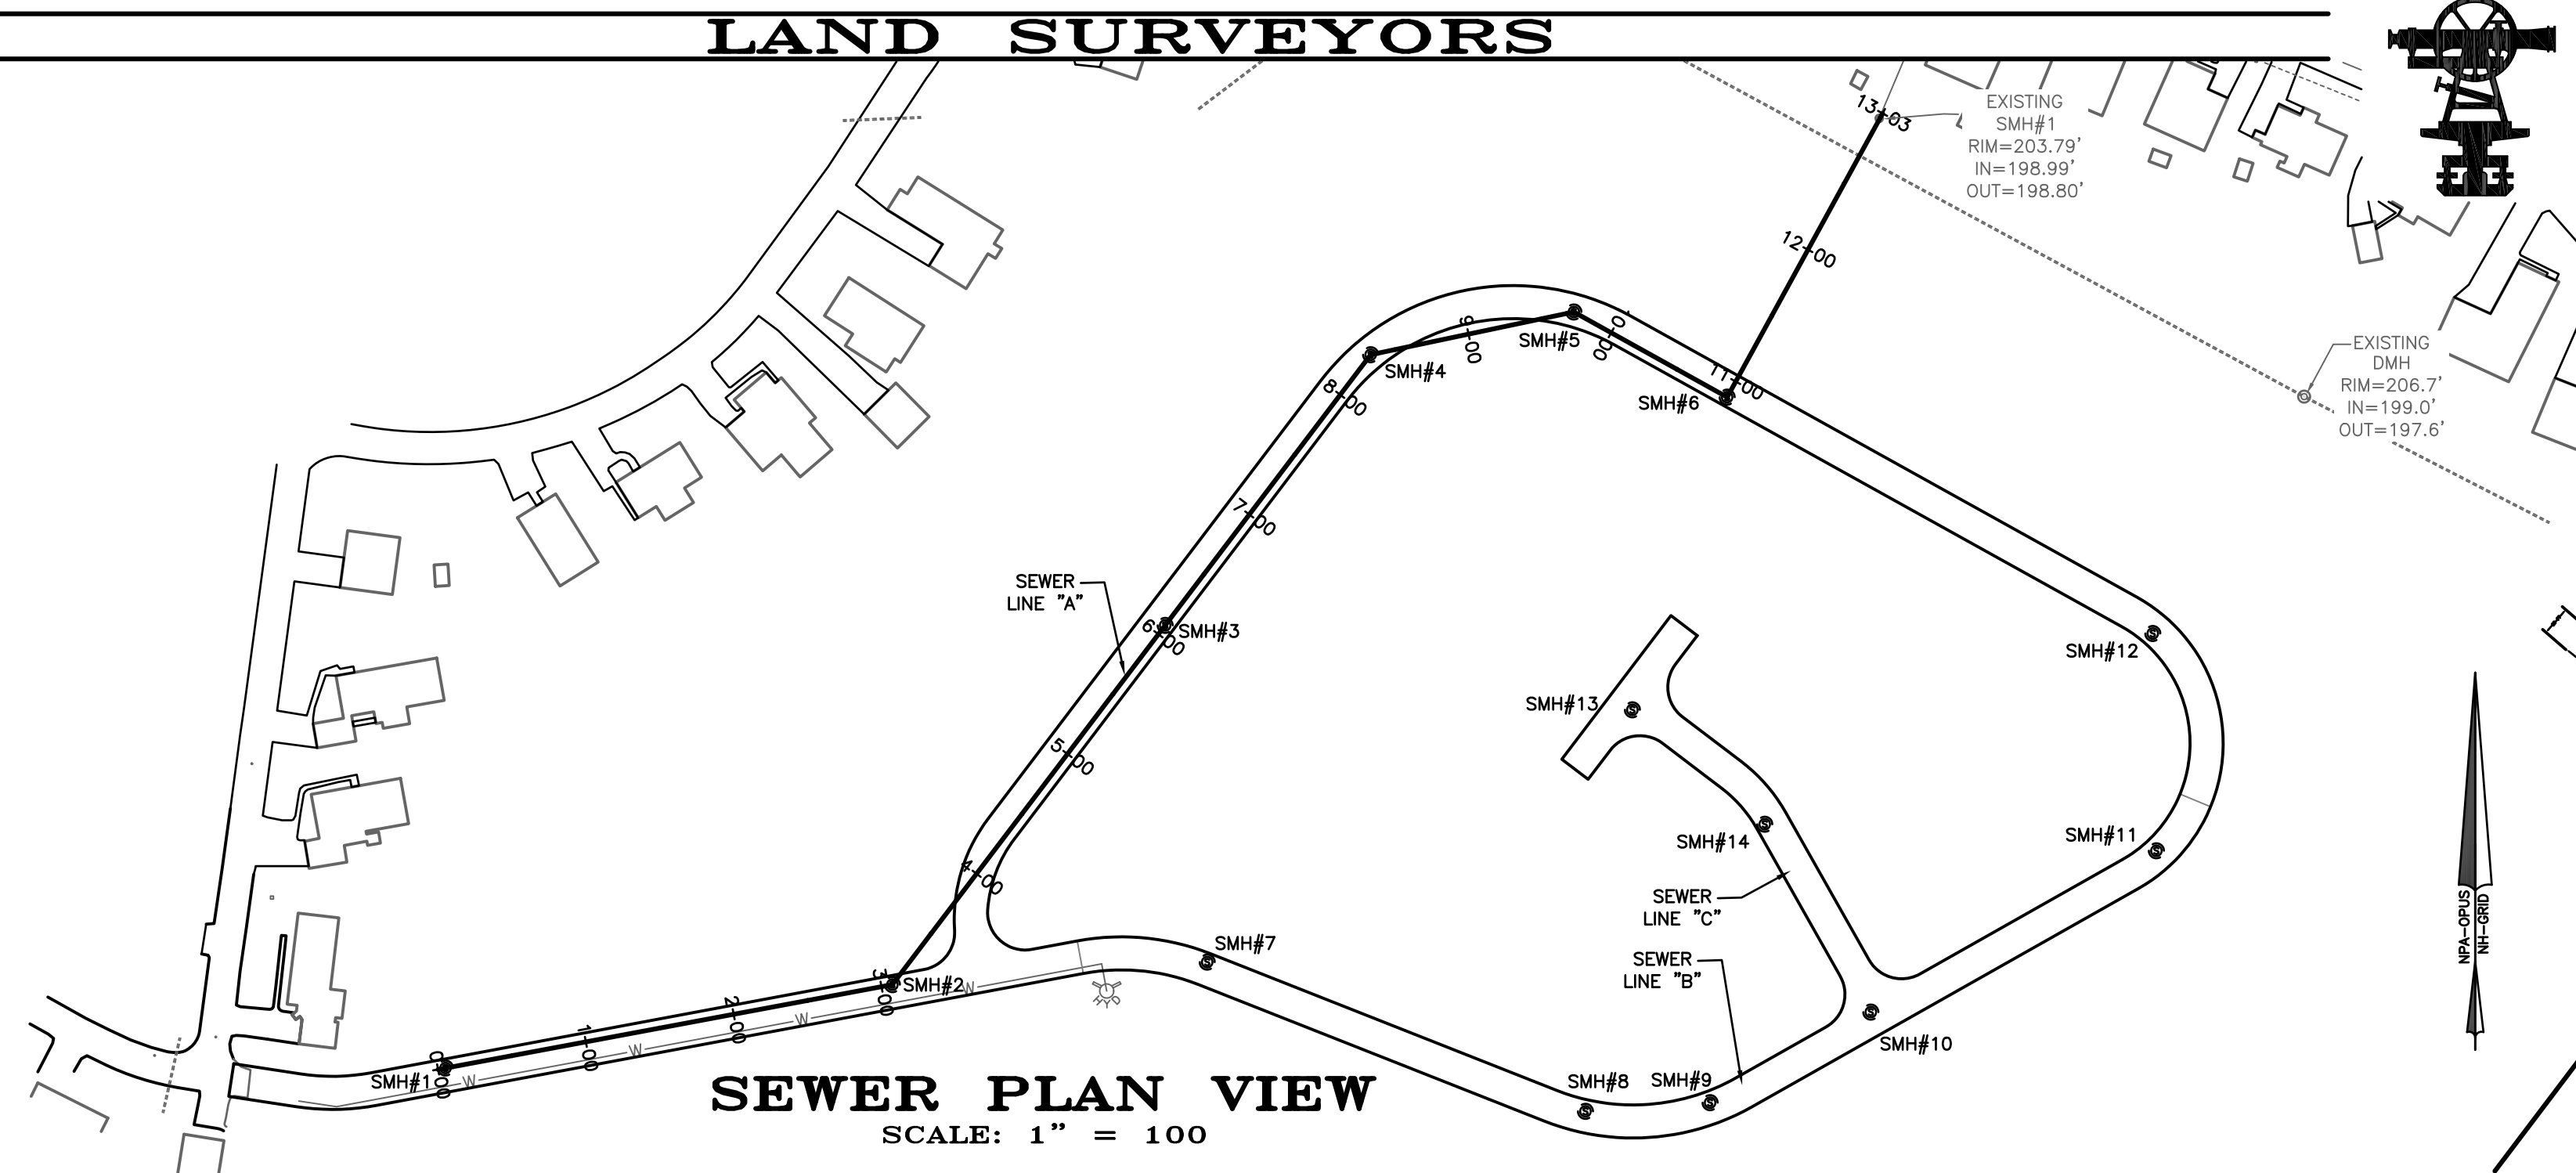 LAND SURVEYORS
13+03
EXISTING
SMH#1
RIM=203.79'
IN=198.99'
OUT=198.80'
12+00
EXISTING
DMH
RIM=206.7'
IN=199.0'
OUT=197.6'
9+00
SMH#5
10+00
SMH#4
8+00
11+00
SMH#6
7+00
SEWER
LINE "A"
6+00
SMH#3
SMH#12
SMH#13
5+00
SMH#14
SMH#11
4+00
SEWER
LINE "C"
SMH#7
SEWER
LINE "B"
NPA-OPUS
NH-GRID
3+00
SMH#2
W
HYD
2+00
W
1+00
W
SMH#10
0+00
SMH#1
W
SMH#8
SMH#9
SEWER PLAN VIEW
SCALE: 1" = 100